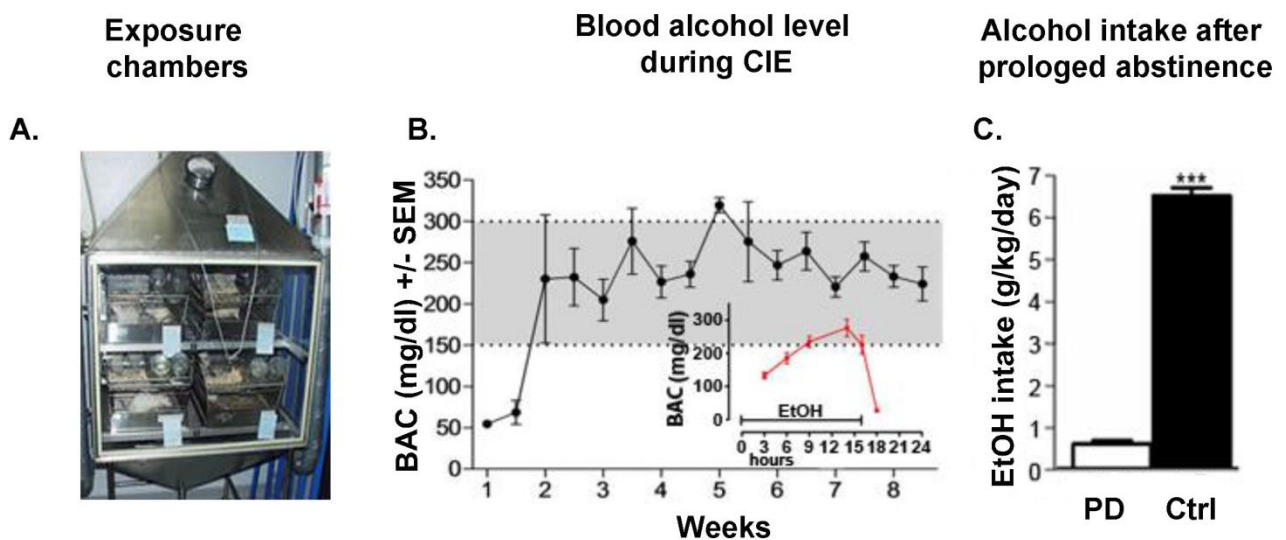 Exposure
chambers
Blood alcohol level
during CIE
Alcohol intake after
prologed abstinence
A.
B.
C.
BAC (mg/dl) +/- SEM
350
300
250
200
150
100
50
0
1 2 3 4 5 6 7 8
Weeks
BAC (mg/dl)
300
200
100
0
EtOH
0 3 6 9 12 15 18 21 24
hours
EtOH intake (g/kg/day)
7
6
5
4
3
2
1
0
***
PD Ctrl